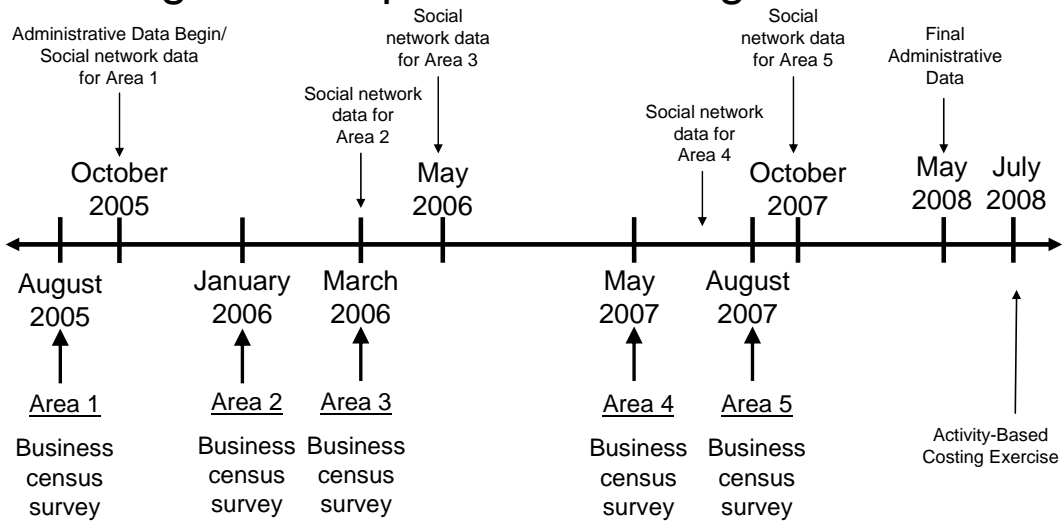 Administrative Data Begin/
Social network data
for Area 1
Social network data for
Area 2
Social
network data
for Area 3
Social network
data for
Area 4
Social
network data
for Area 5
Final
Administrative
Data
October
2005
May
2006
October
2007
May
2008
July
2008
August
2005
January
2006
March
2006
May
2007
August
2007
Area 1
Business
census
survey
Area 2
Business
census
survey
Area 3
Business
census
survey
Area 4
Business
census
survey
Area 5
Business
census
survey
Activity-Based
Costing Exercise